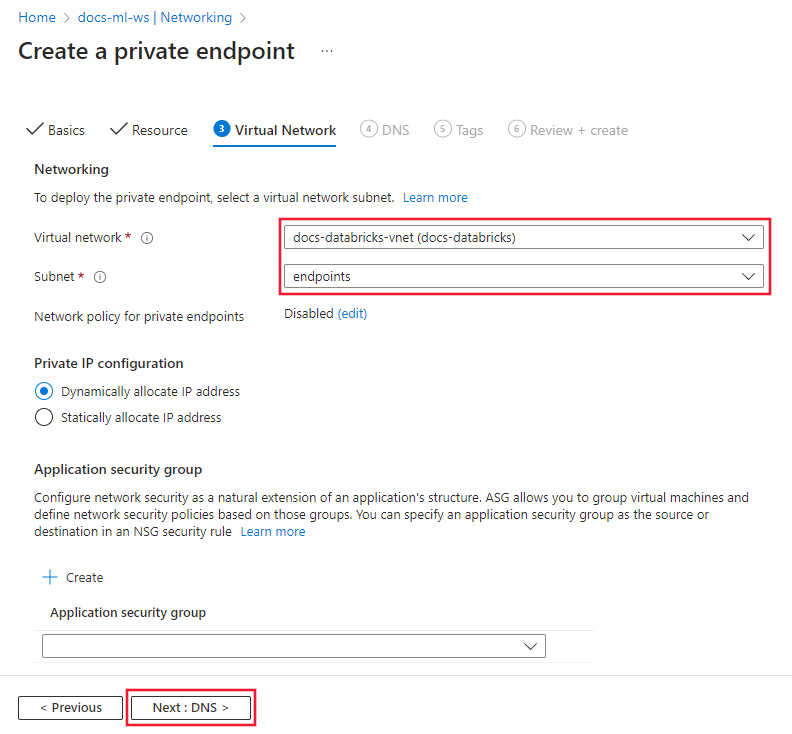 Home > docs-ml-ws | Networking >
Create a private endpoint ...
Basics Resource 3 Virtual Network 4 DNS 5 Tags 6 Review + create
Networking
To deploy the private endpoint, select a virtual network subnet. Learn more
Virtual network * docs-databricks-vnet (docs-databricks)
Subnet * endpoints
Network policy for private endpoints Disabled (edit)
Private IP configuration
Dynamically allocate IP address
Statically allocate IP address
Application security group
Configure network security as a natural extension of an application's structure. ASG allows you to group virtual machines and
define network security policies based on those groups. You can specify an application security group as the source or
destination in an NSG security rule Learn more
+ Create
Application security group
< Previous Next : DNS >